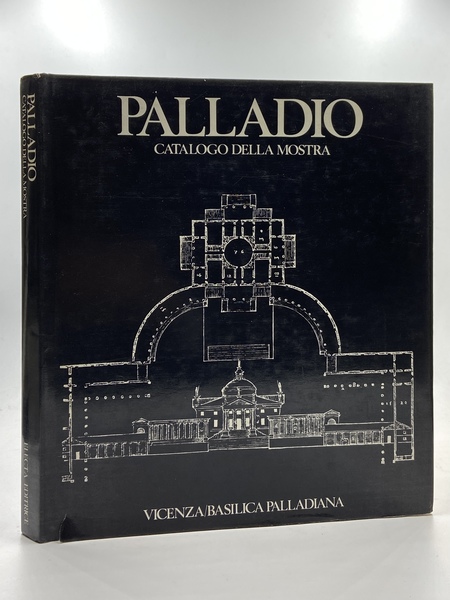 PALLADIO
CATALOGO DELLA MOSTRA
VICENZA/BASILICA PALLADIANA
PALLADIO
CATALOGO DELLA MOSTRA
ELECTA EDITRICE